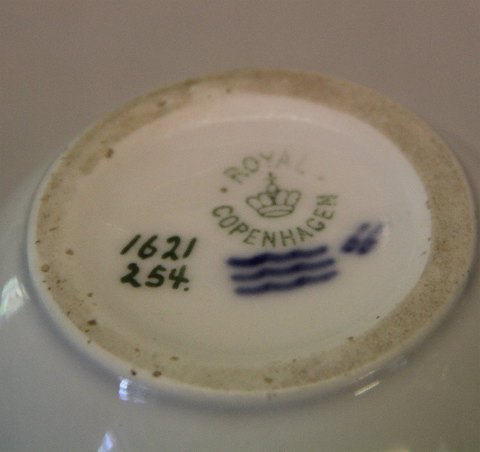 ROYAL
COPENHAGEN
1621
254.